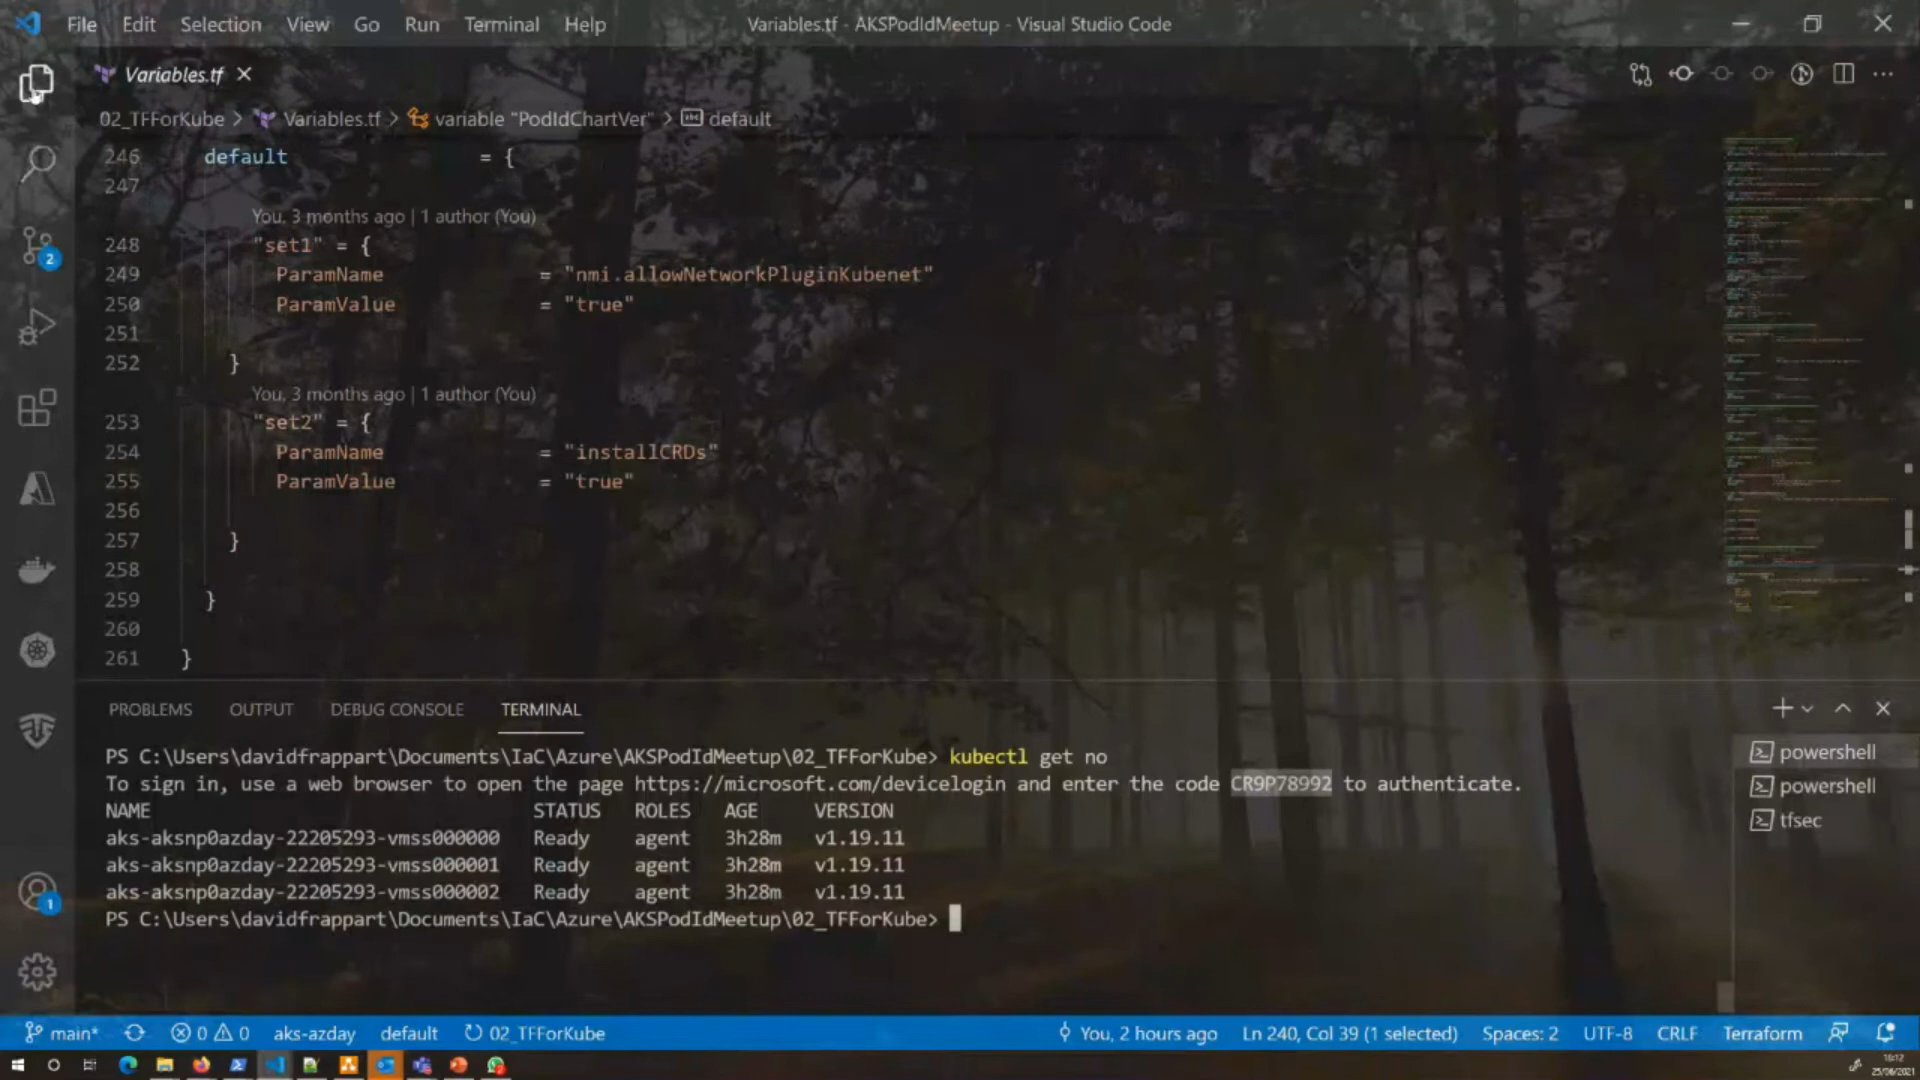 File Edit Selection View Go Run Terminal Help
Variables.tf - AKSPodIdMeetup - Visual Studio Code
Variables.tf
02_TFForKube > Variables.tf > variable "PodIdChartVer" > default
246 default = {
247
You, 3 months ago | 1 author (You)
248 "set1" = {
249 ParamName = "nmi.allowNetworkPluginKubenet"
250 ParamValue = "true"
251
252 }
You, 3 months ago | 1 author (You)
253 "set2" = {
254 ParamName = "installCRDs"
255 ParamValue = "true"
256
257 }
258
259 }
260
261 }
2
1
PROBLEMS OUTPUT DEBUG CONSOLE TERMINAL
PS C:\Users\davidfrappart\Documents\IaC\Azure\AKSPodIdMeetup\02_TFForKube> kubectl get no
To sign in, use a web browser to open the page https://microsoft.com/devicelogin and enter the code CR9P78992 to authenticate.
NAME STATUS ROLES AGE VERSION
aks-aksnp0azday-22205293-vmss000000 Ready agent 3h28m v1.19.11
aks-aksnp0azday-22205293-vmss000001 Ready agent 3h28m v1.19.11
aks-aksnp0azday-22205293-vmss000002 Ready agent 3h28m v1.19.11
PS C:\Users\davidfrappart\Documents\IaC\Azure\AKSPodIdMeetup\02_TFForKube>
powershell
powershell
tfsec
main* 0 0 aks-azday default 02_TFForKube
You, 2 hours ago Ln 240, Col 39 (1 selected) Spaces: 2 UTF-8 CRLF Terraform
25/06/2021